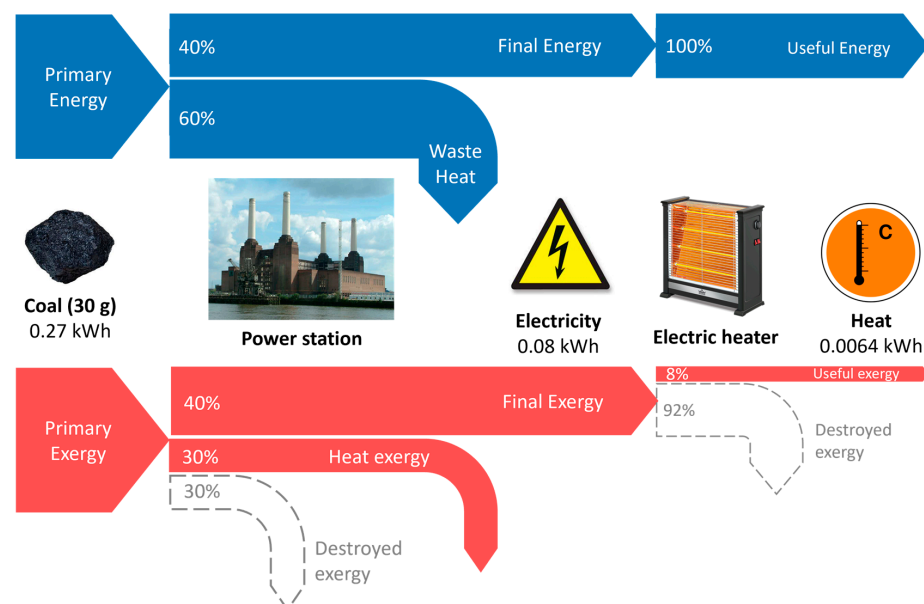 40%
Final Energy
100%
Useful Energy
Primary
Energy
60%
Waste
Heat
C
Coal (30 g)
0.27 kWh
Power station
Electricity
0.08 kWh
Electric heater
Heat
0.0064 kWh
8%
Useful exergy
40%
Final Exergy
92%
Destroyed
exergy
Primary
Exergy
30%
Heat exergy
30%
Destroyed
exergy